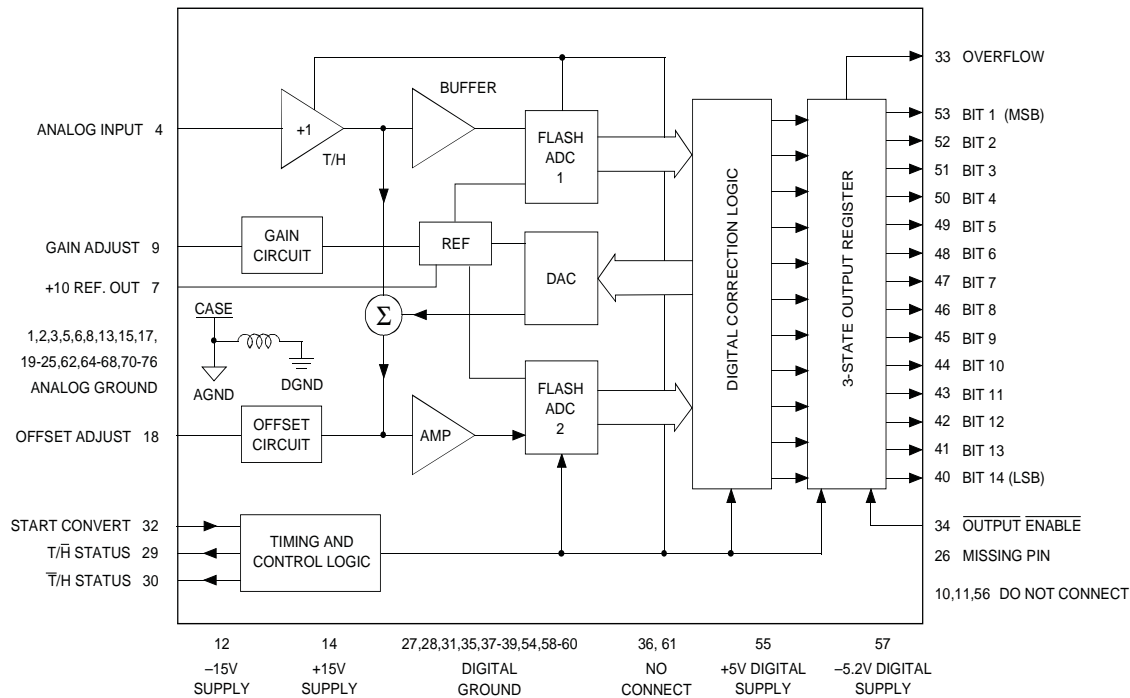 33 OVERFLOW
BUFFER
53 BIT 1 (MSB)
ANALOG INPUT 4
+1
T/H
FLASH
ADC
1
52 BIT 2
51 BIT 3
50 BIT 4
49 BIT 5
GAIN ADJUST 9
GAIN
CIRCUIT
REF
DAC
DIGITAL CORRECTION LOGIC
3-STATE OUTPUT REGISTER
48 BIT 6
47 BIT 7
+10 REF. OUT 7
46 BIT 8
CASE
Σ
1,2,3,5,6,8,13,15,17,
19-25,62,64-68,70-76
ANALOG GROUND
AGND
DGND
45 BIT 9
44 BIT 10
43 BIT 11
FLASH
ADC
2
42 BIT 12
OFFSET ADJUST 18
OFFSET
CIRCUIT
AMP
41 BIT 13
40 BIT 14 (LSB)
START CONVERT 32
T/H̅ STATUS 29
T̅/H STATUS 30
TIMING AND
CONTROL LOGIC
34 O̅U̅T̅P̅U̅T̅ E̅N̅A̅B̅L̅E̅
26 MISSING PIN
10,11,56 DO NOT CONNECT
12
–15V
SUPPLY
14
+15V
SUPPLY
27,28,31,35,37-39,54,58-60
DIGITAL
GROUND
36, 61
NO
CONNECT
55
+5V DIGITAL
SUPPLY
57
–5.2V DIGITAL
SUPPLY